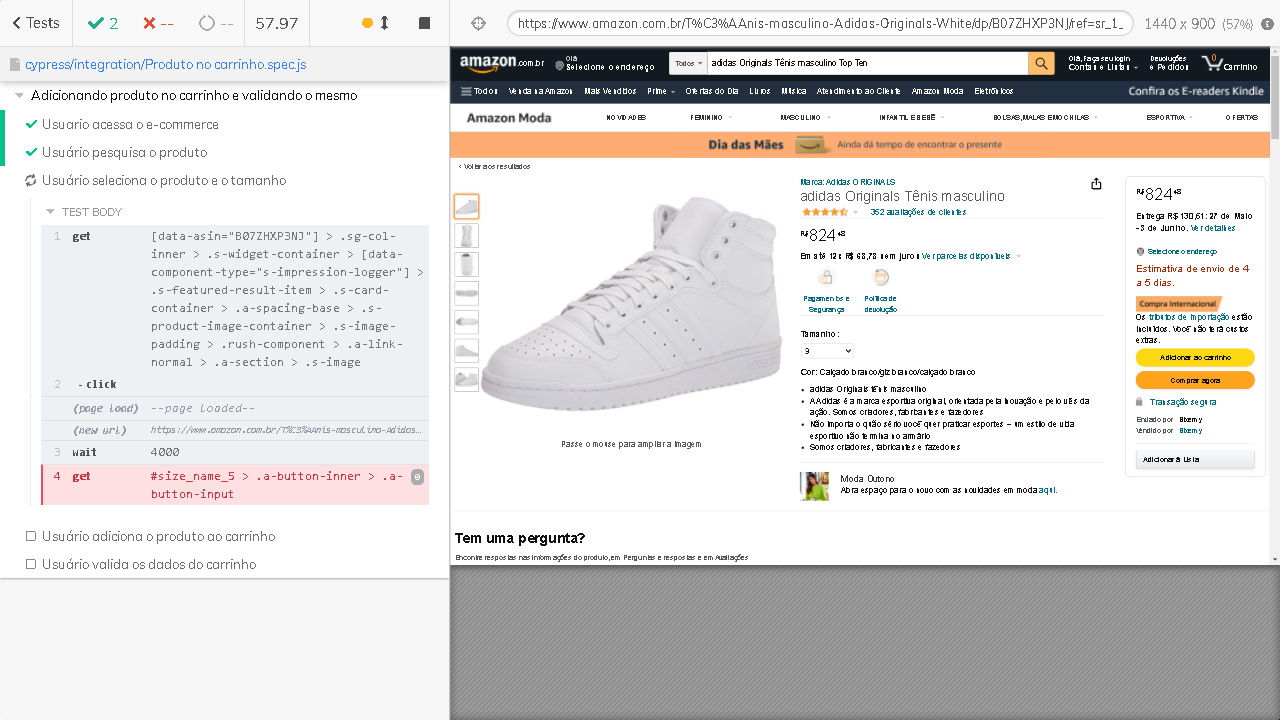 Tests
2
--
--
57.97
https://www.amazon.com.br/T%C3%AAnis-masculino-Adidas-Originals-White/dp/B07ZHXP3NJ/ref=sr_1_
1440 x 900 (57%)
cypress/integration/Produto no carrinho.spec.js
Adicionando produto no carrinho e validando o mesmo
Usuário acessa o e-commerce
Usuário pesquisa um produto
Usuário seleciona o produto e o tamanho
TEST BODY
1 get [data-asin="B07ZHXP3NJ"] > .sg-col-
inner > .s-widget-container > [data-
component-type="s-impression-logger"] >
.s-featured-result-item > .s-card-
container > .a-spacing-base > .s-
product-image-container > .s-image-
padding > .rush-component > .a-link-
normal > .a-section > .s-image
2 - click
(page load) --page loaded--
(new url) https://www.amazon.com.br/T%C3%AAnis-masculino-Adidas...
3 wait 4000
4 get #size_name_5 > .a-button-inner > .a-
button-input
0
Usuário adiciona o produto ao carrinho
Usuário valida os dados do carrinho
amazon.com.br
Olá
Selecione o endereço
Todos
adidas Originals Tênis masculino Top Ten
Olá, Faça seu login
Contas e Listas
Devoluções
e Pedidos
0
Carrinho
Todos
Venda na Amazon
Mais Vendidos
Prime
Ofertas do Dia
Livros
Música
Atendimento ao Cliente
Amazon Moda
Eletrônicos
Confira os E-readers Kindle
Amazon Moda
NOVIDADES
FEMININO
MASCULINO
INFANTIL E BEBÊ
BOLSAS, MALAS E MOCHILAS
ESPORTIVA
OFERTAS
Dia das Mães
Ainda dá tempo de encontrar o presente
‹ Voltar aos resultados
Passe o mouse para ampliar a imagem
Marca: Adidas ORIGINALS
adidas Originals Tênis masculino
352 avaliações de clientes
R$ 824 48
Em até 12x R$ 68,78 sem juros Ver parcelas disponíveis
Pagamentos e
Segurança
Política de
devolução
Tamanho:
9
Cor: Calçado branco/giz branco/calçado branco
• adidas Originals tênis masculino
• A Adidas é a marca esportiva original, orientada pela inovação e pelo viés da
ação. Somos criadores, fabricantes e fazedores
• Não importa o quão sério você quer praticar esportes – um estilo de vida
esportivo não termina no armário
• Somos criadores, fabricantes e fazedores
Moda Outono
Abra espaço para o novo com as novidades em moda aqui.
R$ 824 48
Entrega R$ 130,61: 27 de Maio
- 3 de Junho. Ver detalhes
Selecione o endereço
Estimativa de envio de 4
a 5 dias.
Compra Internacional
Os tributos de importação estão
incluídos. Você não terá custos
extras.
Adicionar ao carrinho
Comprar agora
Transação segura
Enviado por Bizemy
Vendido por Bizemy
Adicionar à Lista
Tem uma pergunta?
Encontre respostas nas informações do produto, em Perguntas e respostas e em Avaliações